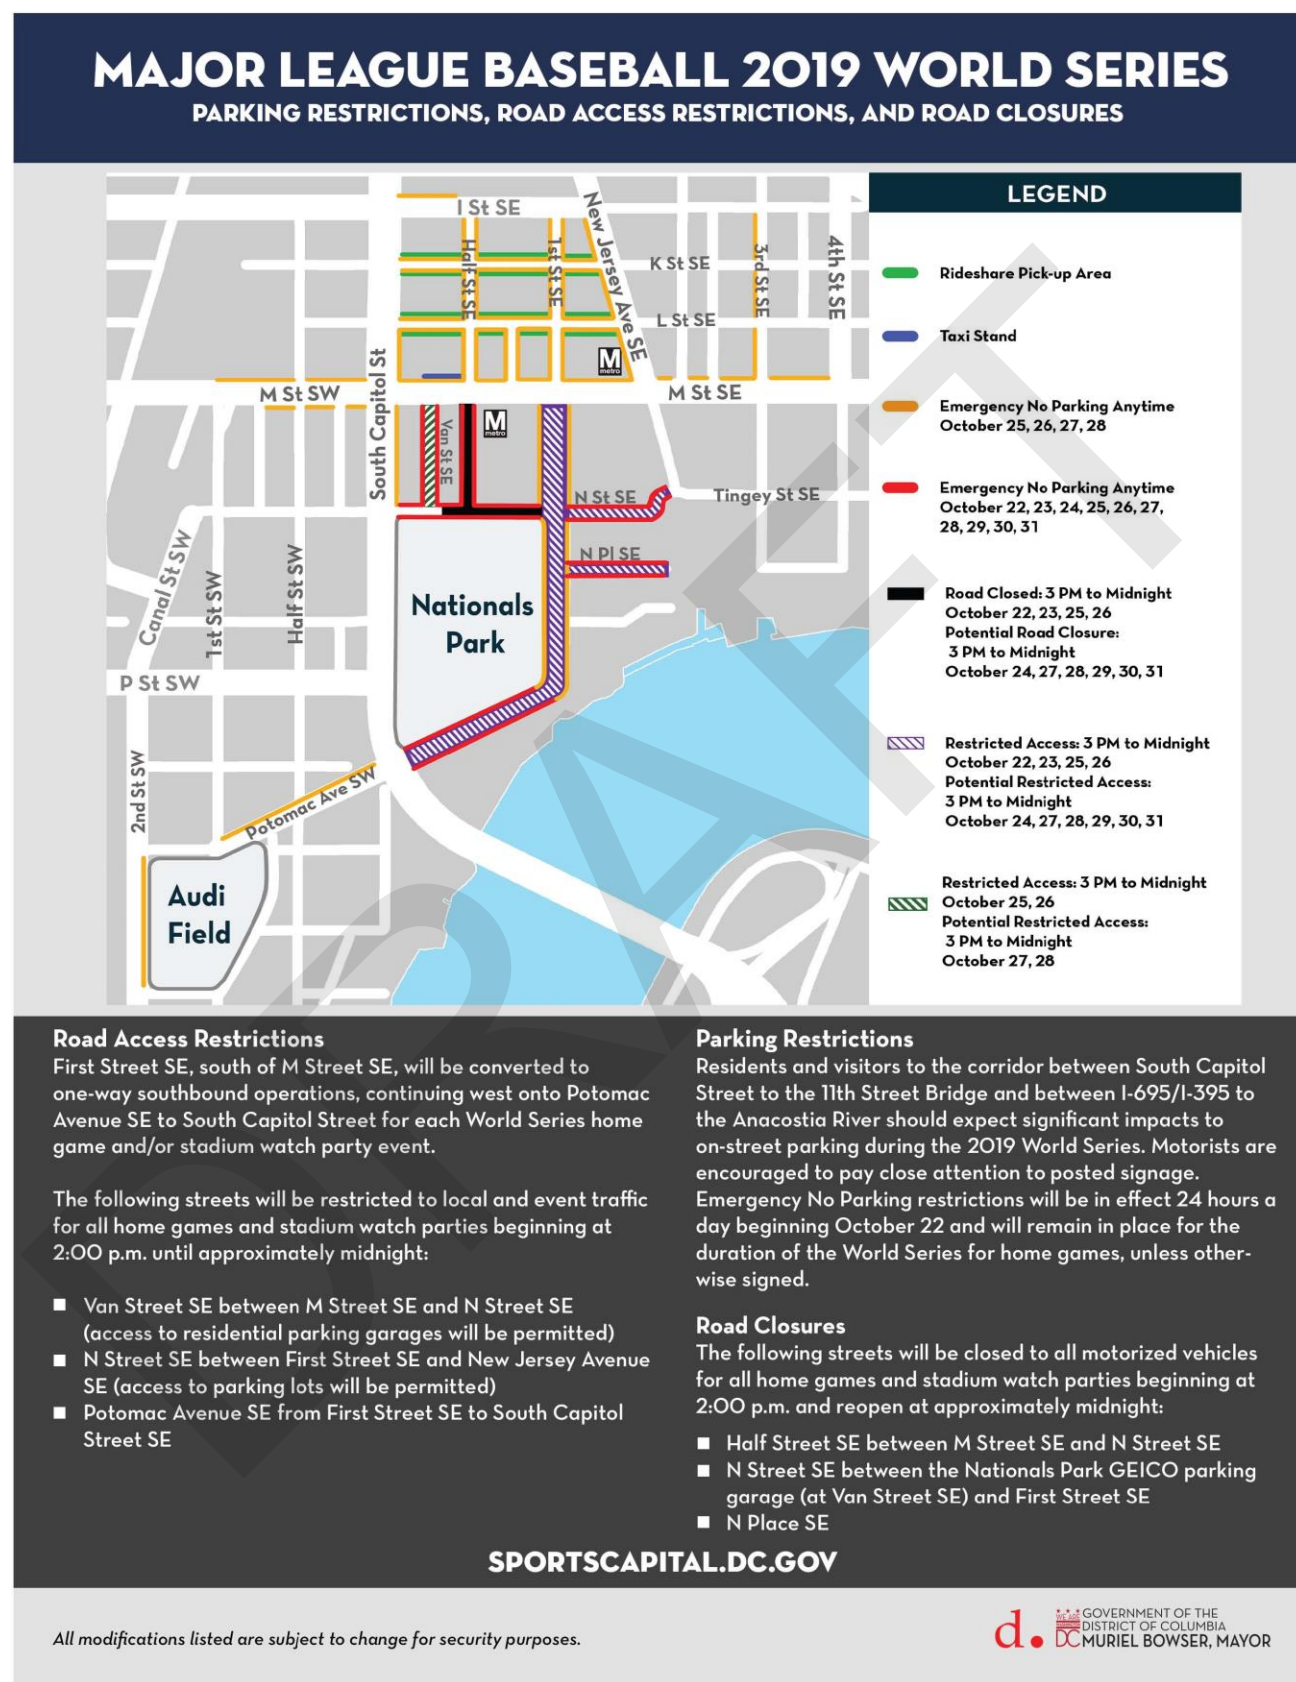 MAJOR LEAGUE BASEBALL 2019 WORLD SERIES
PARKING RESTRICTIONS, ROAD ACCESS RESTRICTIONS, AND ROAD CLOSURES
I St SE
New Jersey Ave SE
Half St SE
1st St SE
K St SE
3rd St SE
4th St SE
L St SE
M
metro
M St SW
South Capitol St
M St SE
Van St SE
M
metro
N St SE
Tingey St SE
N Pl SE
Canal St SW
1st St SW
Half St SW
Nationals
Park
P St SW
2nd St SW
Potomac Ave SW
Audi
Field
LEGEND
Rideshare Pick-up Area
Taxi Stand
Emergency No Parking Anytime
October 25, 26, 27, 28
Emergency No Parking Anytime
October 22, 23, 24, 25, 26, 27,
28, 29, 30, 31
Road Closed: 3 PM to Midnight
October 22, 23, 25, 26
Potential Road Closure:
3 PM to Midnight
October 24, 27, 28, 29, 30, 31
Restricted Access: 3 PM to Midnight
October 22, 23, 25, 26
Potential Restricted Access:
3 PM to Midnight
October 24, 27, 28, 29, 30, 31
Restricted Access: 3 PM to Midnight
October 25, 26
Potential Restricted Access:
3 PM to Midnight
October 27, 28
DRAFT
Road Access Restrictions
First Street SE, south of M Street SE, will be converted to
one-way southbound operations, continuing west onto Potomac
Avenue SE to South Capitol Street for each World Series home
game and/or stadium watch party event.
The following streets will be restricted to local and event traffic
for all home games and stadium watch parties beginning at
2:00 p.m. until approximately midnight:
Van Street SE between M Street SE and N Street SE
(access to residential parking garages will be permitted)
N Street SE between First Street SE and New Jersey Avenue
SE (access to parking lots will be permitted)
Potomac Avenue SE from First Street SE to South Capitol
Street SE
Parking Restrictions
Residents and visitors to the corridor between South Capitol
Street to the 11th Street Bridge and between I-695/I-395 to
the Anacostia River should expect significant impacts to
on-street parking during the 2019 World Series. Motorists are
encouraged to pay close attention to posted signage.
Emergency No Parking restrictions will be in effect 24 hours a
day beginning October 22 and will remain in place for the
duration of the World Series for home games, unless other-
wise signed.
Road Closures
The following streets will be closed to all motorized vehicles
for all home games and stadium watch parties beginning at
2:00 p.m. and reopen at approximately midnight:
Half Street SE between M Street SE and N Street SE
N Street SE between the Nationals Park GEICO parking
garage (at Van Street SE) and First Street SE
N Place SE
SPORTSCAPITAL.DC.GOV
All modifications listed are subject to change for security purposes.
d.
WE ARE
WASHINGTON
DC
GOVERNMENT OF THE
DISTRICT OF COLUMBIA
MURIEL BOWSER, MAYOR